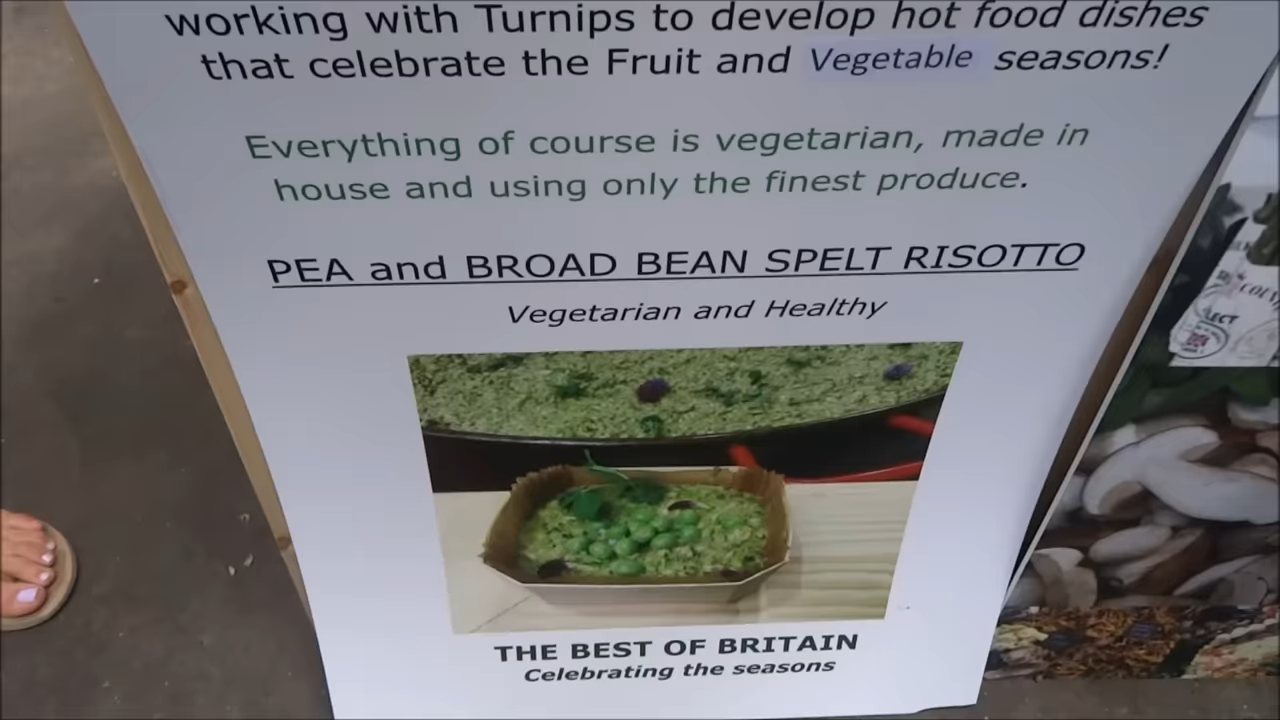 working with Turnips to develop hot food dishes
that celebrate the Fruit and Vegetable seasons!
Everything of course is vegetarian, made in
house and using only the finest produce.
PEA and BROAD BEAN SPELT RISOTTO
Vegetarian and Healthy
THE BEST OF BRITAIN
Celebrating the seasons